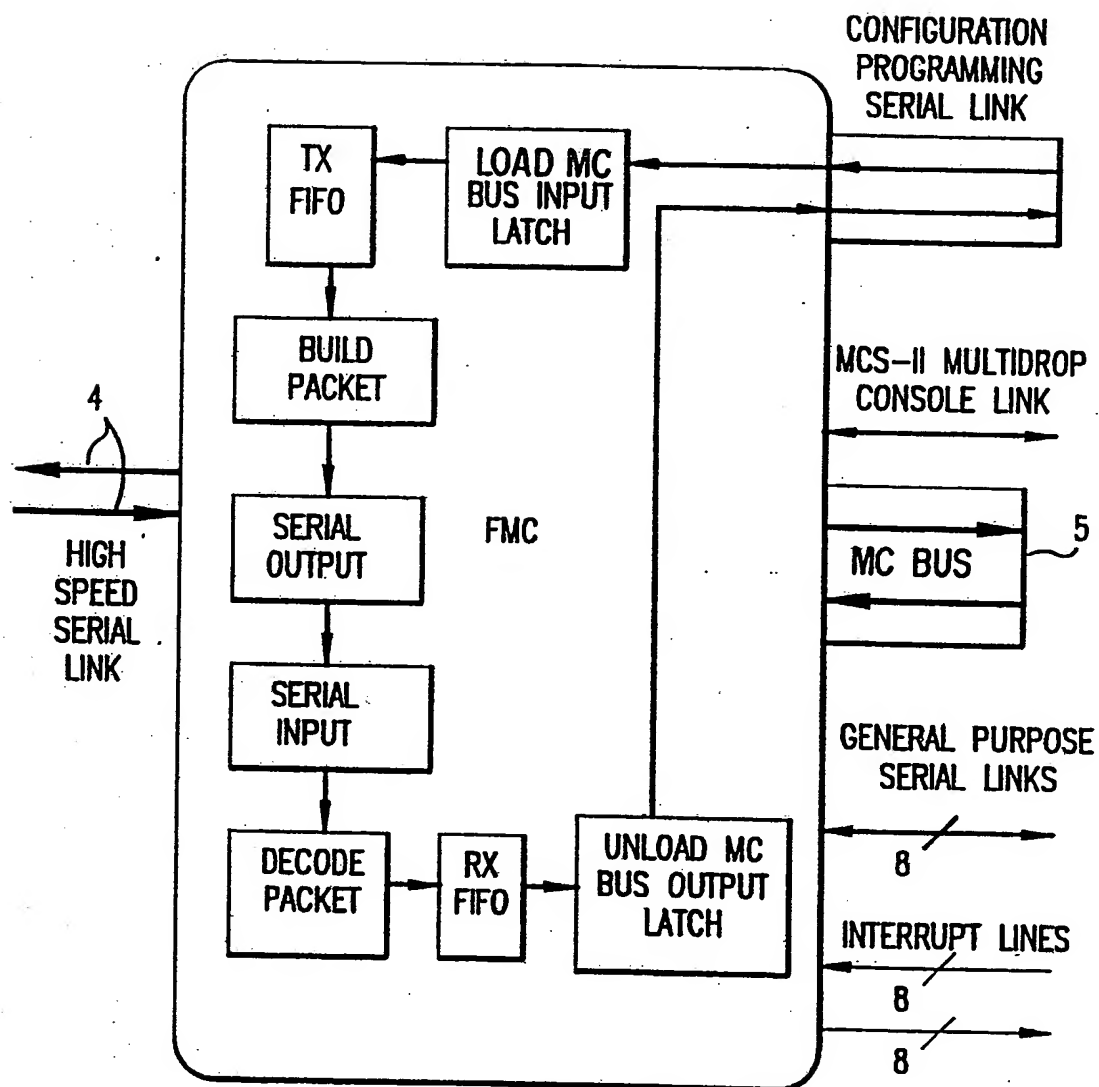 CONFIGURATION
PROGRAMMING
SERIAL LINK
TX
FIFO
LOAD MC
BUS INPUT
LATCH
BUILD
PACKET
MCS-II MULTIDROP
CONSOLE LINK
4
SERIAL
OUTPUT
FMC
MC BUS
5
HIGH
SPEED
SERIAL
LINK
SERIAL
INPUT
GENERAL PURPOSE
SERIAL LINKS
8
DECODE
PACKET
RX
FIFO
UNLOAD MC
BUS OUTPUT
LATCH
INTERRUPT LINES
8
8